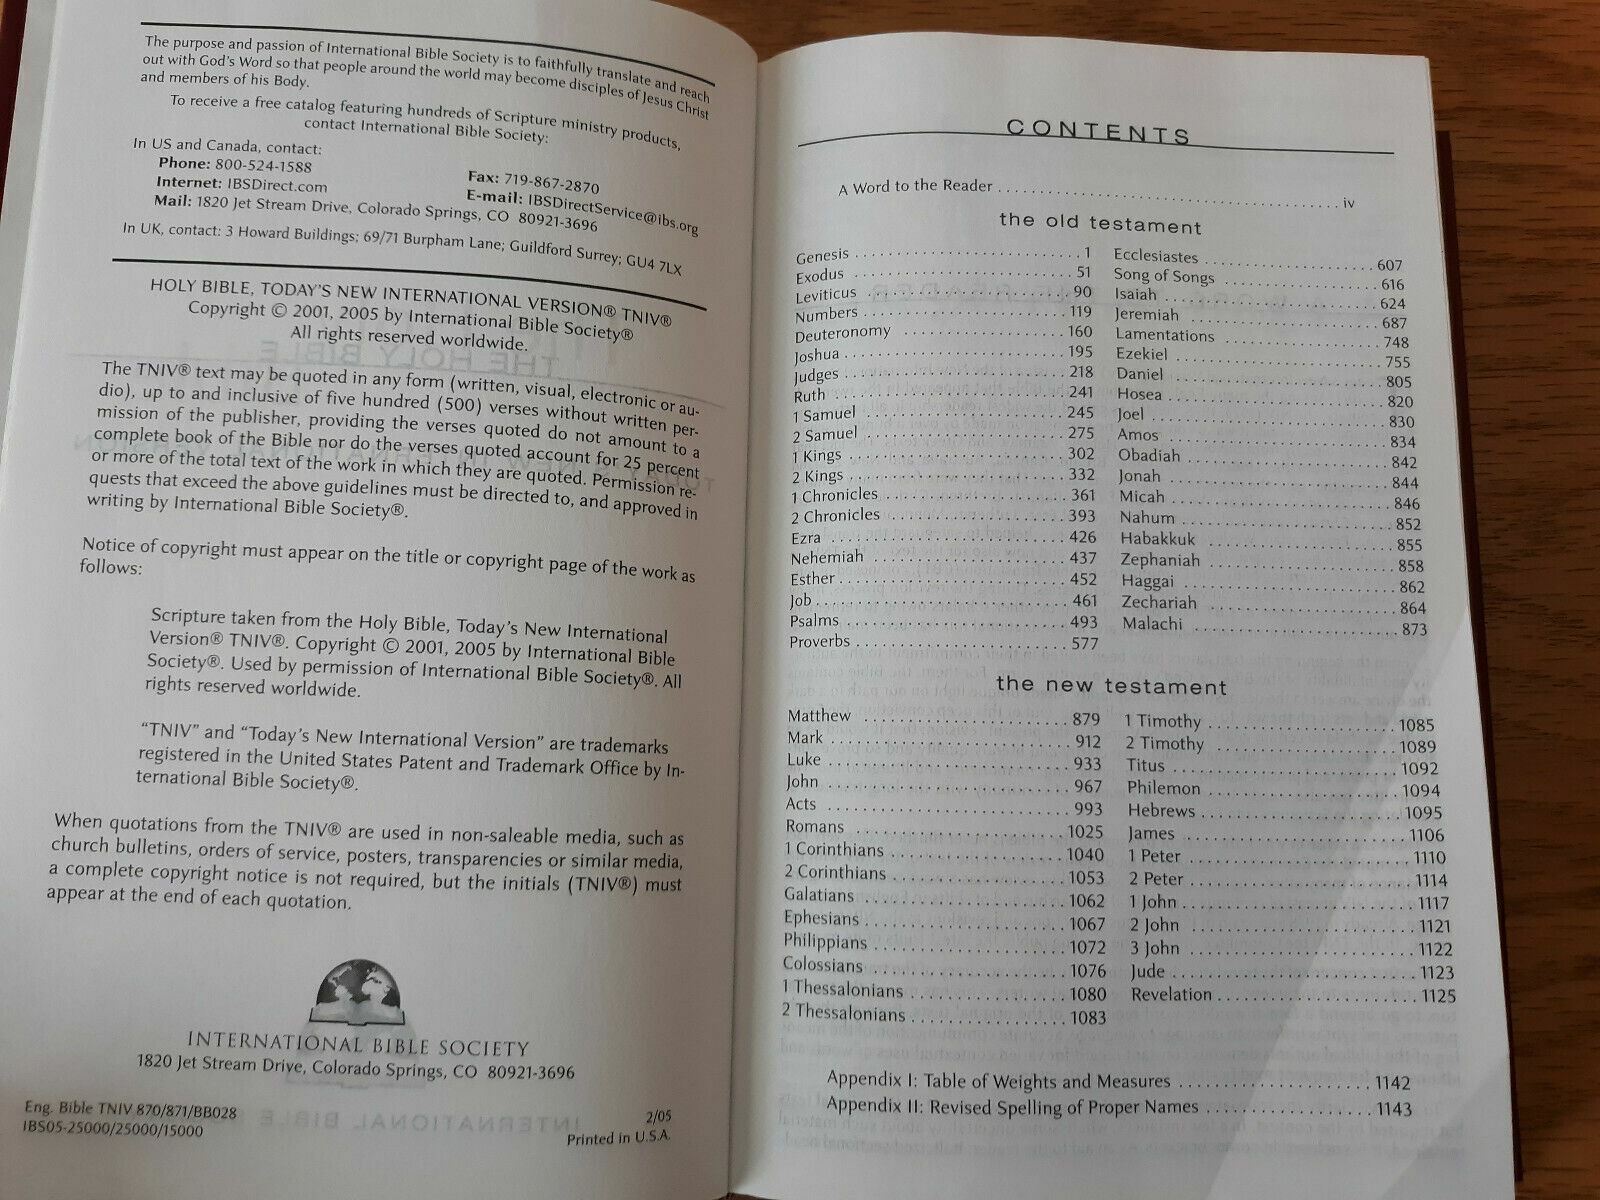 The purpose and passion of International Bible Society is to faithfully translate and reach
out with God's Word so that people around the world may become disciples of Jesus Christ
and members of his Body.
To receive a free catalog featuring hundreds of Scripture ministry products,
contact International Bible Society:
In US and Canada, contact:
Phone: 800-524-1588 Fax: 719-867-2870
Internet: IBSDirect.com E-mail: IBSDirectService@ibs.org
Mail: 1820 Jet Stream Drive, Colorado Springs, CO 80921-3696
In UK, contact: 3 Howard Buildings; 69/71 Burpham Lane; Guildford Surrey; GU4 7LX
HOLY BIBLE, TODAY'S NEW INTERNATIONAL VERSION® TNIV®
Copyright © 2001, 2005 by International Bible Society®
All rights reserved worldwide.
The TNIV® text may be quoted in any form (written, visual, electronic or au-
dio), up to and inclusive of five hundred (500) verses without written per-
mission of the publisher, providing the verses quoted do not amount to a
complete book of the Bible nor do the verses quoted account for 25 percent
or more of the total text of the work in which they are quoted. Permission re-
quests that exceed the above guidelines must be directed to, and approved in
writing by International Bible Society®.
Notice of copyright must appear on the title or copyright page of the work as
follows:
Scripture taken from the Holy Bible, Today's New International
Version® TNIV®. Copyright © 2001, 2005 by International Bible
Society®. Used by permission of International Bible Society®. All
rights reserved worldwide.
"TNIV" and "Today's New International Version" are trademarks
registered in the United States Patent and Trademark Office by In-
ternational Bible Society®.
When quotations from the TNIV® are used in non-saleable media, such as
church bulletins, orders of service, posters, transparencies or similar media,
a complete copyright notice is not required, but the initials (TNIV®) must
appear at the end of each quotation.
INTERNATIONAL BIBLE SOCIETY
1820 Jet Stream Drive, Colorado Springs, CO 80921-3696
Eng. Bible TNIV 870/871/BB028 2/05
IBS05-25000/25000/15000 Printed in U.S.A.
CONTENTS
A Word to the Reader iv
the old testament
Genesis 1
Exodus 51
Leviticus 90
Numbers 119
Deuteronomy 160
Joshua 195
Judges 218
Ruth 241
1 Samuel 245
2 Samuel 275
1 Kings 302
2 Kings 332
1 Chronicles 361
2 Chronicles 393
Ezra 426
Nehemiah 437
Esther 452
Job 461
Psalms 493
Proverbs 577
Ecclesiastes 607
Song of Songs 616
Isaiah 624
Jeremiah 687
Lamentations 748
Ezekiel 755
Daniel 805
Hosea 820
Joel 830
Amos 834
Obadiah 842
Jonah 844
Micah 846
Nahum 852
Habakkuk 855
Zephaniah 858
Haggai 862
Zechariah 864
Malachi 873
the new testament
Matthew 879
Mark 912
Luke 933
John 967
Acts 993
Romans 1025
1 Corinthians 1040
2 Corinthians 1053
Galatians 1062
Ephesians 1067
Philippians 1072
Colossians 1076
1 Thessalonians 1080
2 Thessalonians 1083
1 Timothy 1085
2 Timothy 1089
Titus 1092
Philemon 1094
Hebrews 1095
James 1106
1 Peter 1110
2 Peter 1114
1 John 1117
2 John 1121
3 John 1122
Jude 1123
Revelation 1125
Appendix I: Table of Weights and Measures 1142
Appendix II: Revised Spelling of Proper Names 1143